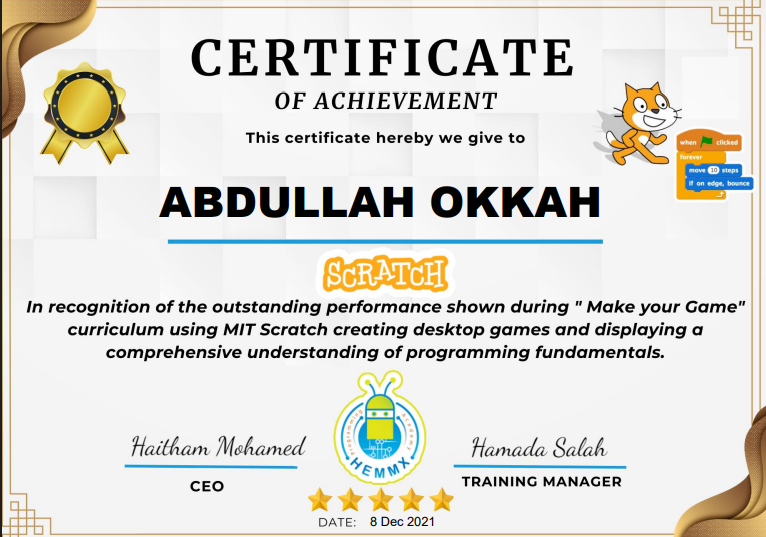 CERTIFICATE
OF ACHIEVEMENT
This certificate hereby we give to
when clicked
forever
move 10 steps
if on edge, bounce
ABDULLAH OKKAH
SCRATCH
In recognition of the outstanding performance shown during " Make your Game"
curriculum using MIT Scratch creating desktop games and displaying a
comprehensive understanding of programming fundamentals.
Programming Academy
HEMMX
Haitham Mohamed
CEO
Hamada Salah
TRAINING MANAGER
DATE: 8 Dec 2021